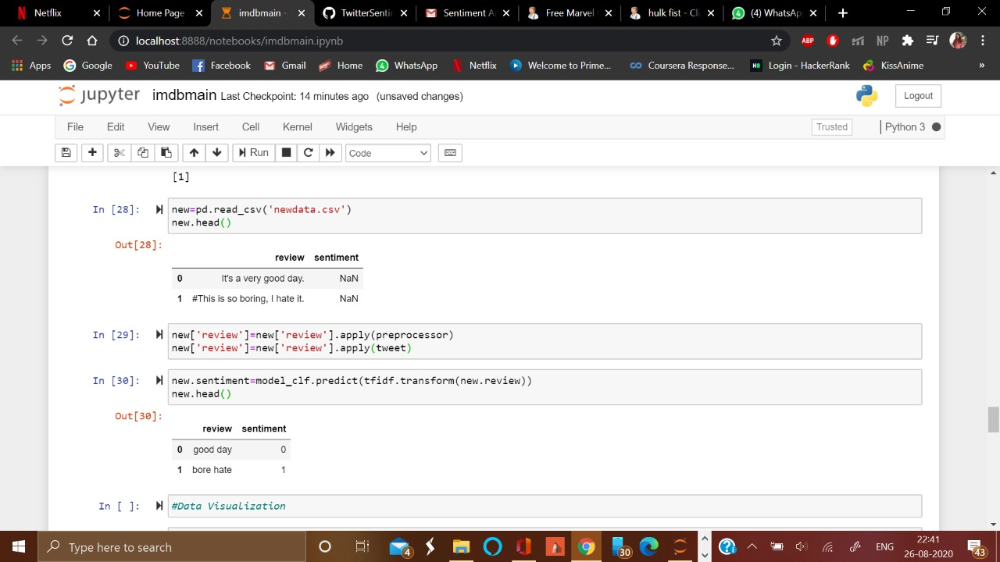 Netflix
Home Page
imdbmain -
TwitterSenti
Sentiment A
Free Marvel
hulk fist - Cli
(4) WhatsApp
localhost:8888/notebooks/imdbmain.ipynb
ABP
NP
Apps Google YouTube Facebook Gmail Home WhatsApp Netflix Welcome to Prime... Coursera Response... Login - HackerRank KissAnime »
jupyter imdbmain Last Checkpoint: 14 minutes ago (unsaved changes)
Logout
File Edit View Insert Cell Kernel Widgets Help
Trusted
Python 3
Run
Code
[1]
In [28]: new=pd.read_csv('newdata.csv')
new.head()
Out[28]:
review sentiment
0 It's a very good day. NaN
1 #This is so boring, I hate it. NaN
In [29]: new['review']=new['review'].apply(preprocessor)
new['review']=new['review'].apply(tweet)
In [30]: new.sentiment=model_clf.predict(tfidf.transform(new.review))
new.head()
Out[30]:
review sentiment
0 good day 0
1 bore hate 1
In [ ]: #Data Visualization
Type here to search
4
30
ENG
22:41
26-08-2020
43